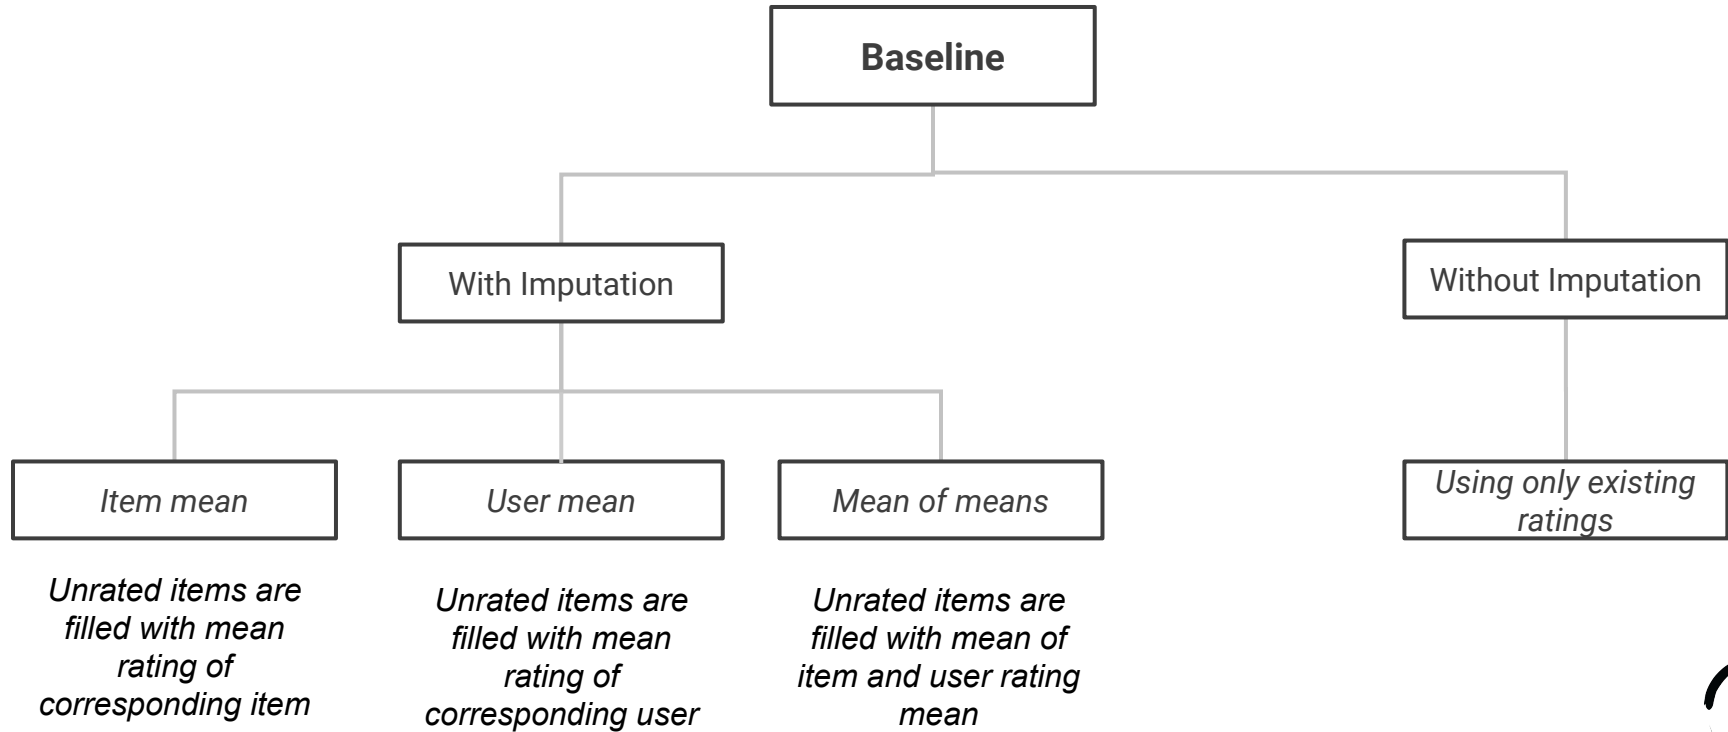 Baseline
With Imputation
Without Imputation
Item mean
User mean
Mean of means
Using only existing
ratings
Unrated items are
filled with mean
rating of
corresponding item
Unrated items are
filled with mean
rating of
corresponding user
Unrated items are
filled with mean of
item and user rating
mean